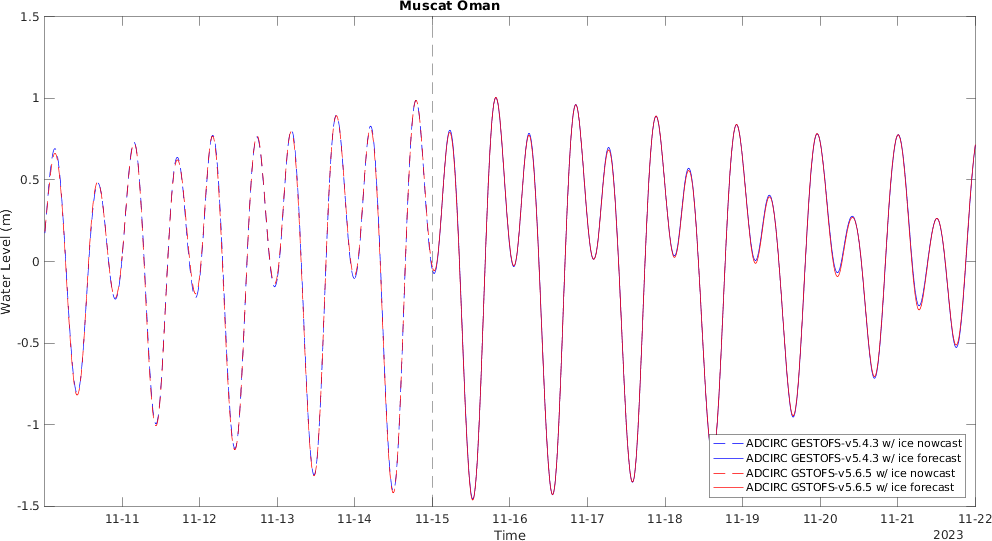 Muscat Oman
1.5
1
0.5
0
-0.5
-1
-1.5
Water Level (m)
ADCIRC GESTOFS-v5.4.3 w/ ice nowcast
ADCIRC GESTOFS-v5.4.3 w/ ice forecast
ADCIRC GSTOFS-v5.6.5 w/ ice nowcast
ADCIRC GSTOFS-v5.6.5 w/ ice forecast
11-11 11-12 11-13 11-14 11-15 11-16 11-17 11-18 11-19 11-20 11-21 11-22
Time
2023